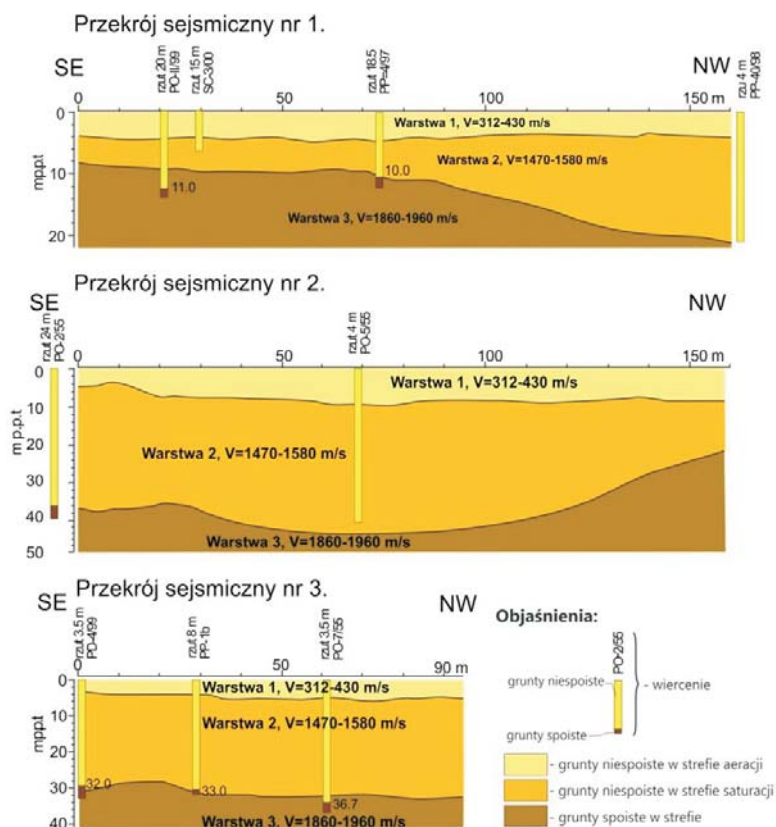 Przekrój sejsmiczny nr 1.
SE
rzut 20 m
PO-II/99
rzut 15 m
SC-3/00
rzut 18.5
PP=4/97
NW
rzu 4 m
PP-40/98
0 50 100 150 m
0
10
20
mpp.t
Warstwa 1, V=312-430 m/s
Warstwa 2, V=1470-1580 m/s
11.0
10.0
Warstwa 3, V=1860-1960 m/s
Przekrój sejsmiczny nr 2.
SE
rzut 24 m
PO-2/55
rzut 4 m
PO-5/55
NW
0 50 100 150 m
0
10
20
30
40
50
m p.p.t
Warstwa 1, V=312-430 m/s
Warstwa 2, V=1470-1580 m/s
Warstwa 3, V=1860-1960 m/s
Przekrój sejsmiczny nr 3.
SE
rzut 3.5 m
PO-4/99
rzut 8 m
PP-1b
rzut 3.5 m
PO-7/55
NW
0 50 90 m
0
10
20
30
40
mpp.t
Warstwa 1, V=312-430 m/s
Warstwa 2, V=1470-1580 m/s
32.0
33.0
36.7
Warstwa 3, V=1860-1960 m/s
Objaśnienia:
PO-2/55
grunty niespoiste
- wiercenie
grunty spoiste
- grunty niespoiste w strefie aeracji
- grunty niespoiste w strefie saturacji
- grunty spoiste w strefie